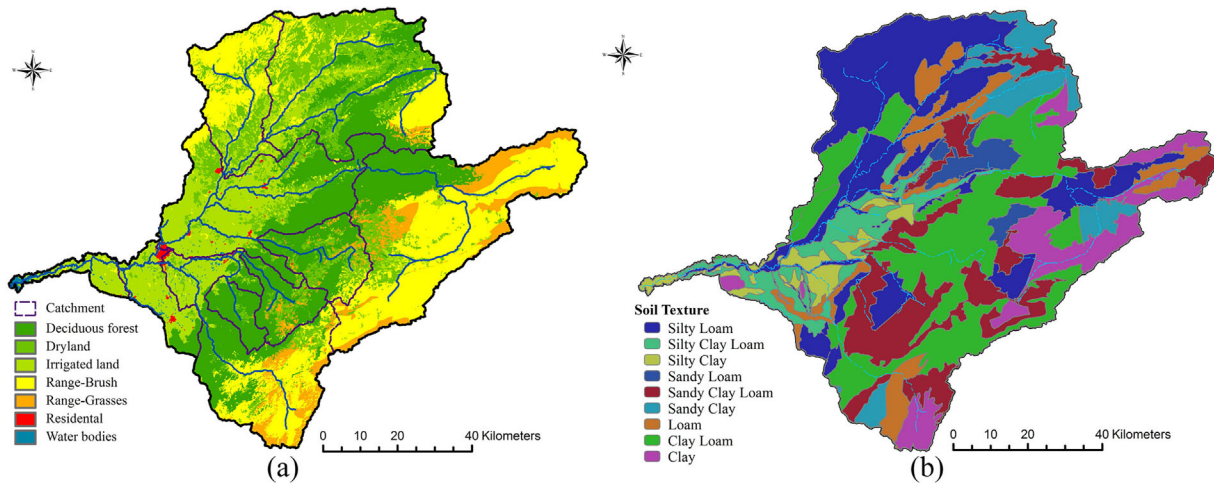 N
W E
S
Catchment
Deciduous forest
Dryland
Irrigated land
Range-Brush
Range-Grasses
Residental
Water bodies
0 10 20 40 Kilometers
(a)
N
W E
S
Soil Texture
Silty Loam
Silty Clay Loam
Silty Clay
Sandy Loam
Sandy Clay Loam
Sandy Clay
Loam
Clay Loam
Clay
0 10 20 40 Kilometers
(b)